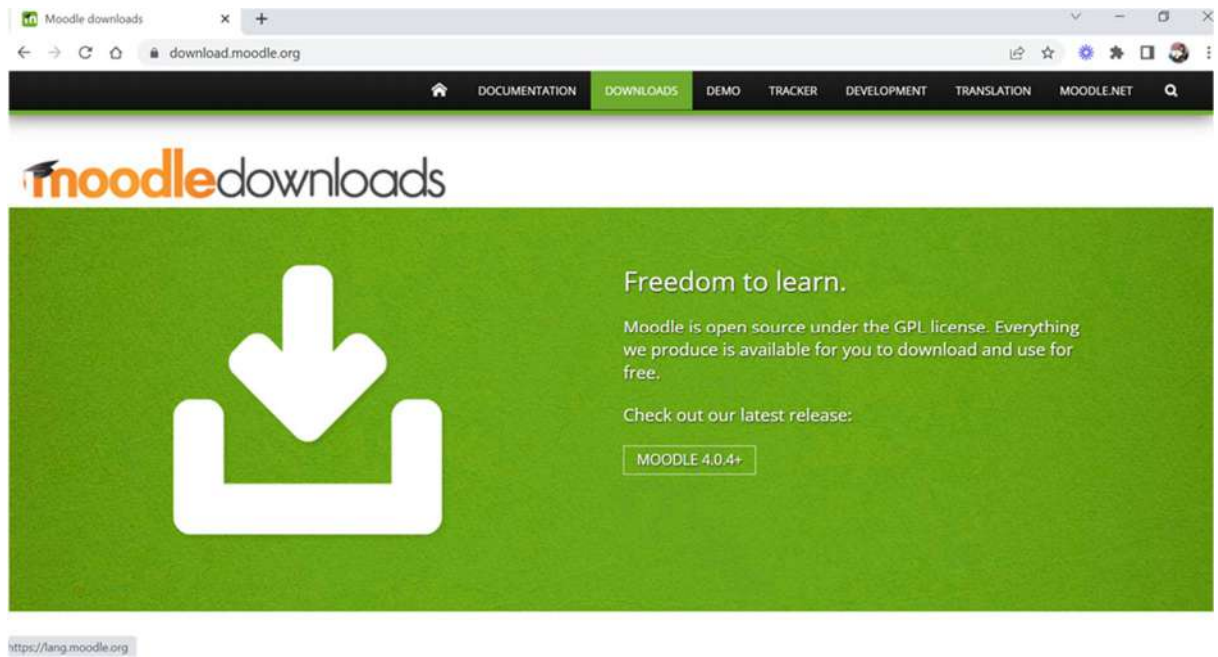 Moodle downloads
download.moodle.org
DOCUMENTATION DOWNLOADS DEMO TRACKER DEVELOPMENT TRANSLATION MOODLE.NET
moodledownloads
Freedom to learn.
Moodle is open source under the GPL license. Everything
we produce is available for you to download and use for
free.
Check out our latest release:
MOODLE 4.0.4+
https://lang.moodle.org